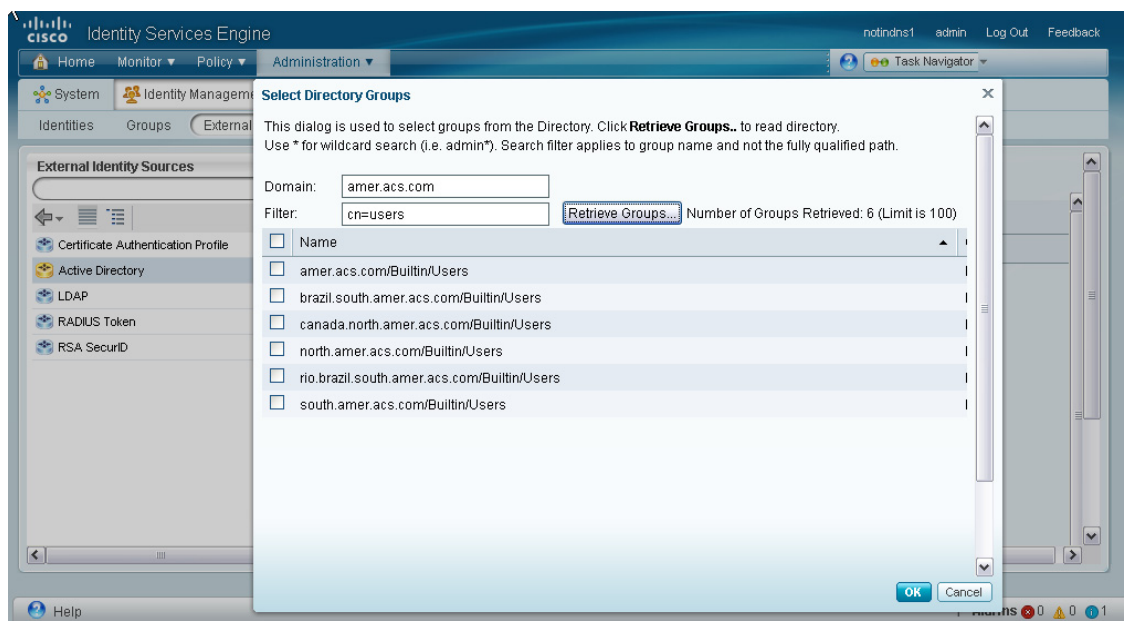 cisco Identity Services Engine
notindns1 admin Log Out Feedback
Home Monitor ▼ Policy ▼ Administration ▼
Task Navigator
System Identity
Identities Groups External
External Identity Sources
Certificate Authentication Profile
Active Directory
LDAP
RADIUS Token
RSA SecurID
Select Directory Groups
This dialog is used to select groups from the Directory. Click Retrieve Groups.. to read directory.
Use * for wildcard search (i.e. admin*). Search filter applies to group name and not the fully qualified path.
Domain: amer.acs.com
Filter: cn=users Retrieve Groups... Number of Groups Retrieved: 6 (Limit is 100)
Name
amer.acs.com/Builtin/Users
brazil.south.amer.acs.com/Builtin/Users
canada.north.amer.acs.com/Builtin/Users
north.amer.acs.com/Builtin/Users
rio.brazil.south.amer.acs.com/Builtin/Users
south.amer.acs.com/Builtin/Users
OK Cancel
Help
0 0 1